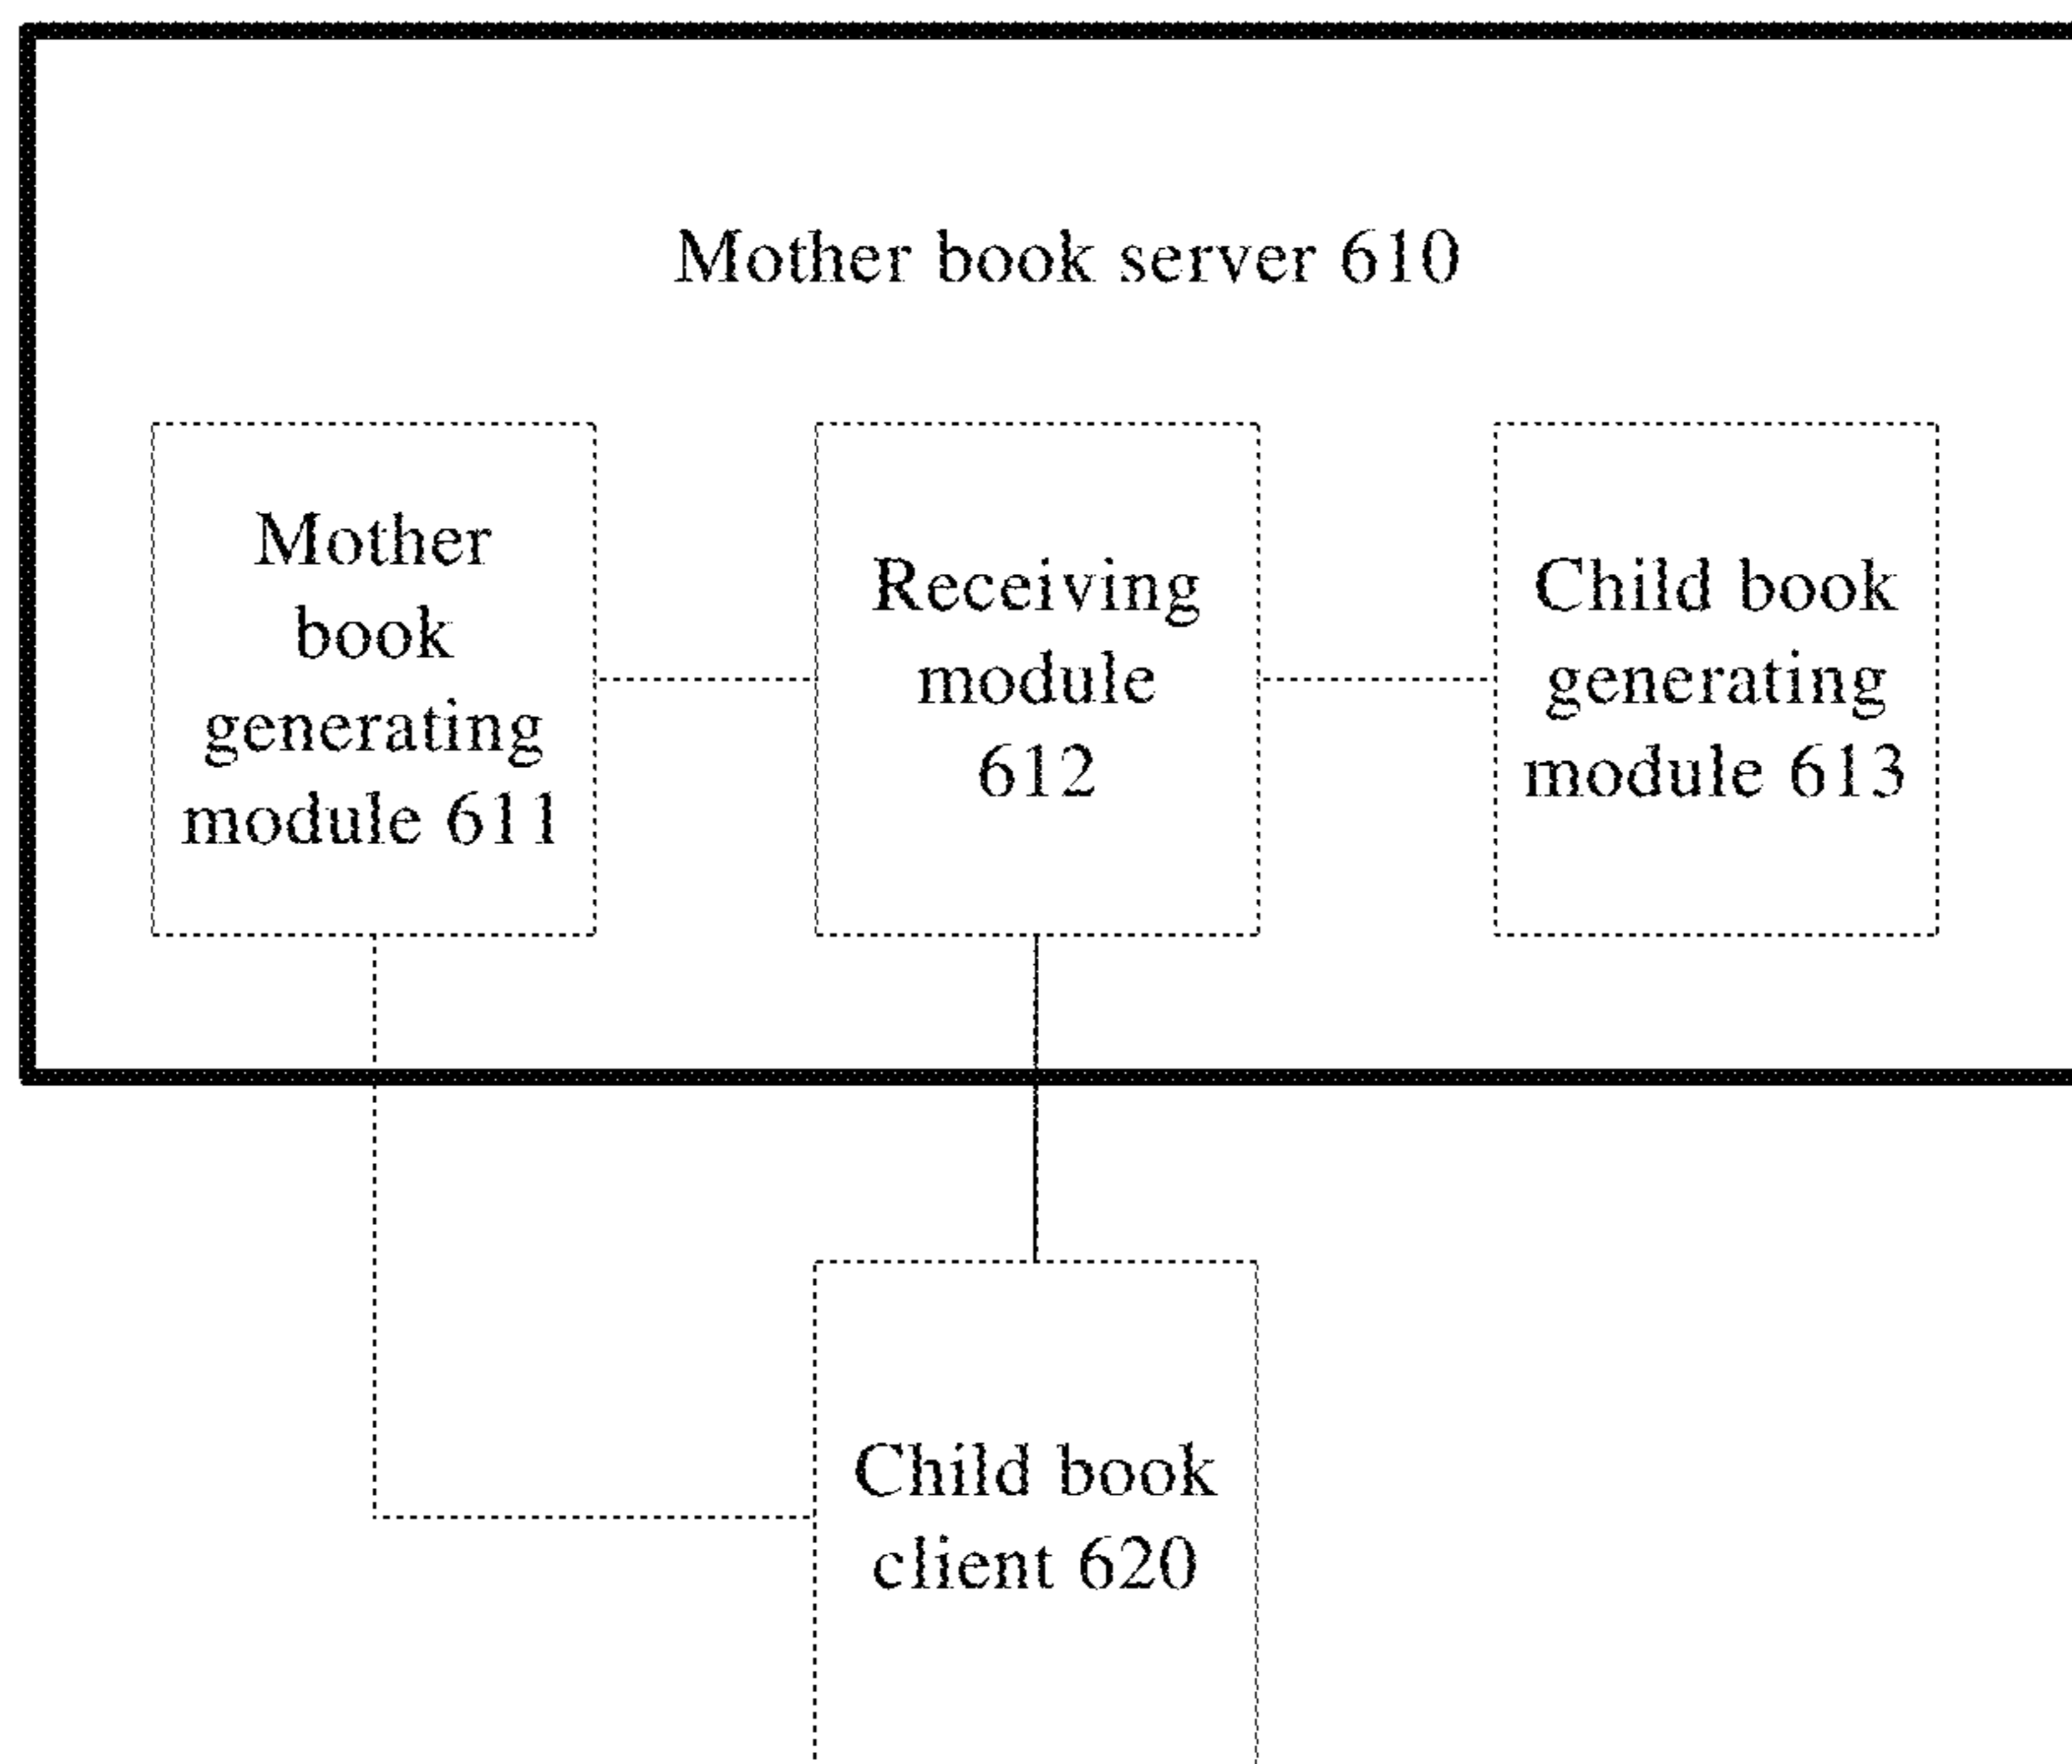 Mother book server 610
Mother
book
generating
module 611
Receiving
module
612
Child book
generating
module 613
Child book
client 620